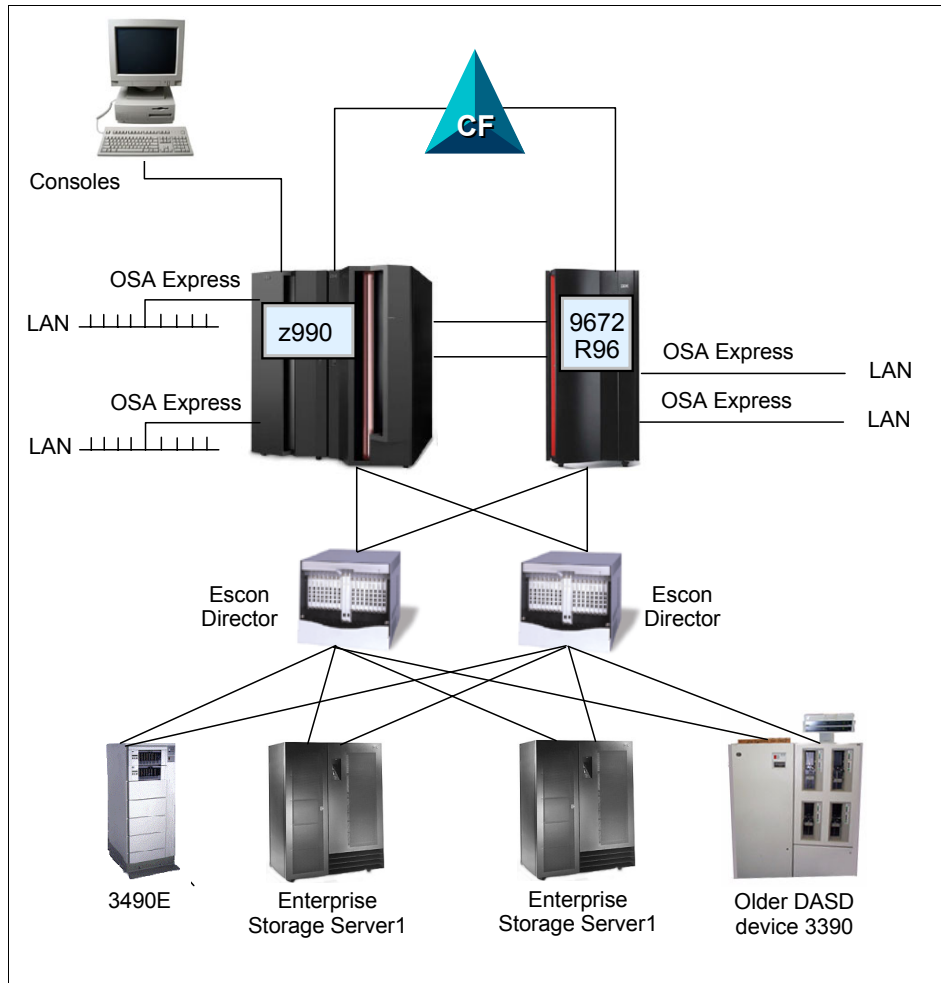 CF
Consoles
OSA Express
LAN
z990
9672
R96
OSA Express
LAN
OSA Express
LAN
OSA Express
LAN
Escon
Director
Escon
Director
3490E
Enterprise
Storage Server1
Enterprise
Storage Server1
Older DASD
device 3390